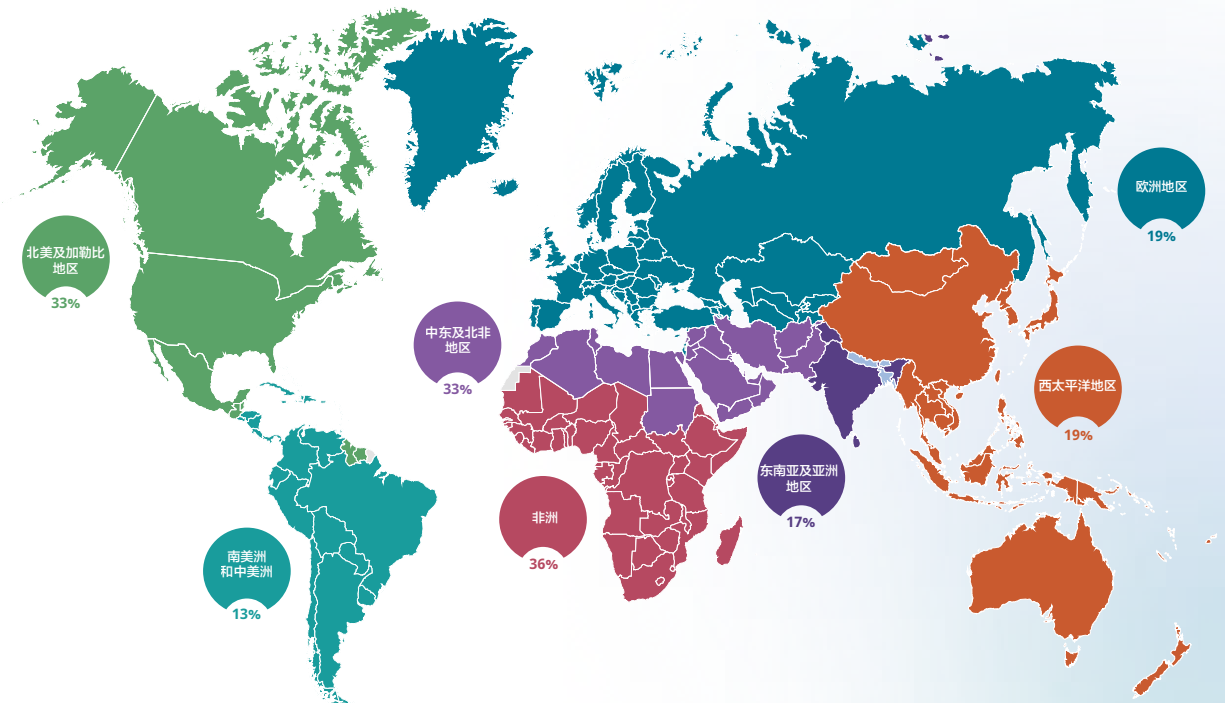 欧洲地区
19%
北美及加勒比
地区
33%
中东及北非
地区
33%
西太平洋地区
19%
东南亚及亚洲
地区
17%
非洲
36%
南美洲
和中美洲
13%